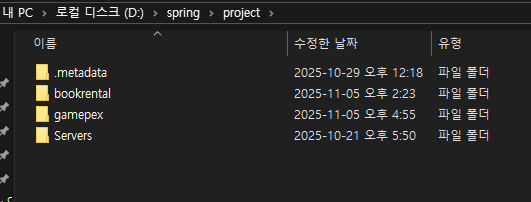 내 PC > 로컬 디스크 (D:) > spring > project >
이름 수정한 날짜 유형
.metadata 2025-10-29 오후 12:18 파일 폴더
bookrental 2025-11-05 오후 2:23 파일 폴더
gamepex 2025-11-05 오후 4:55 파일 폴더
Servers 2025-10-21 오후 5:50 파일 폴더